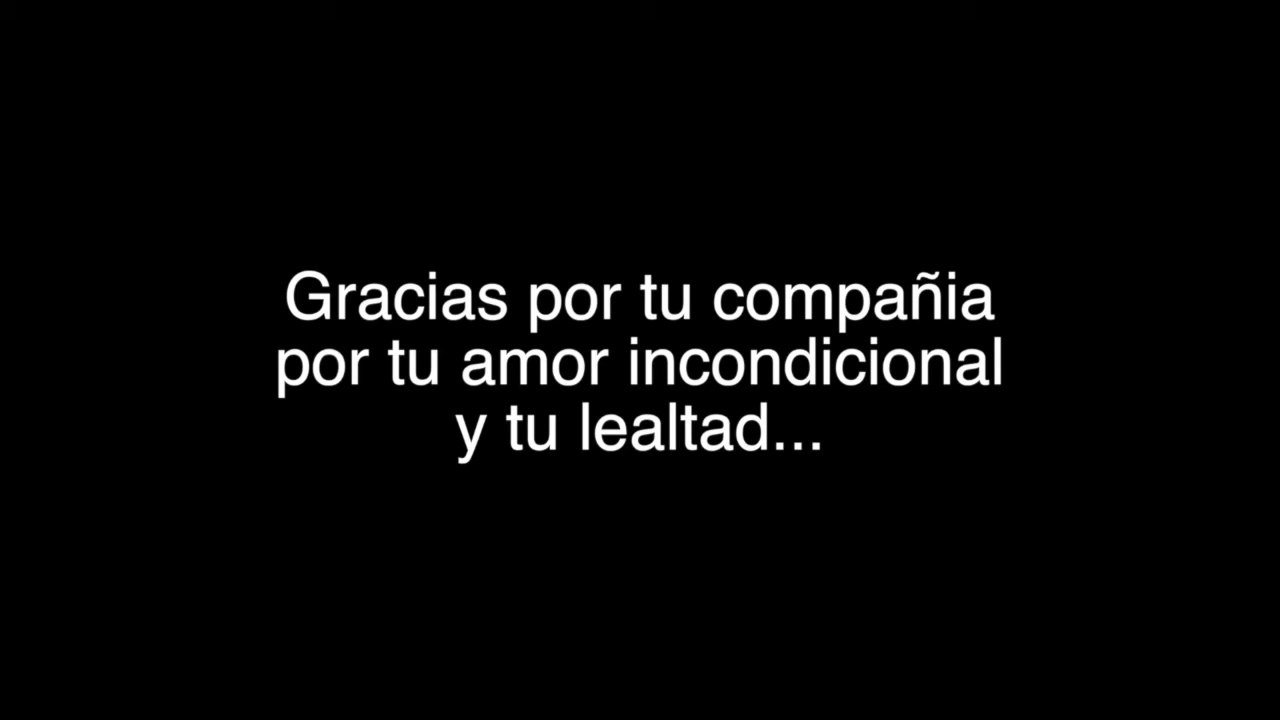 Gracias por tu compañia
por tu amor incondicional
y tu lealtad...